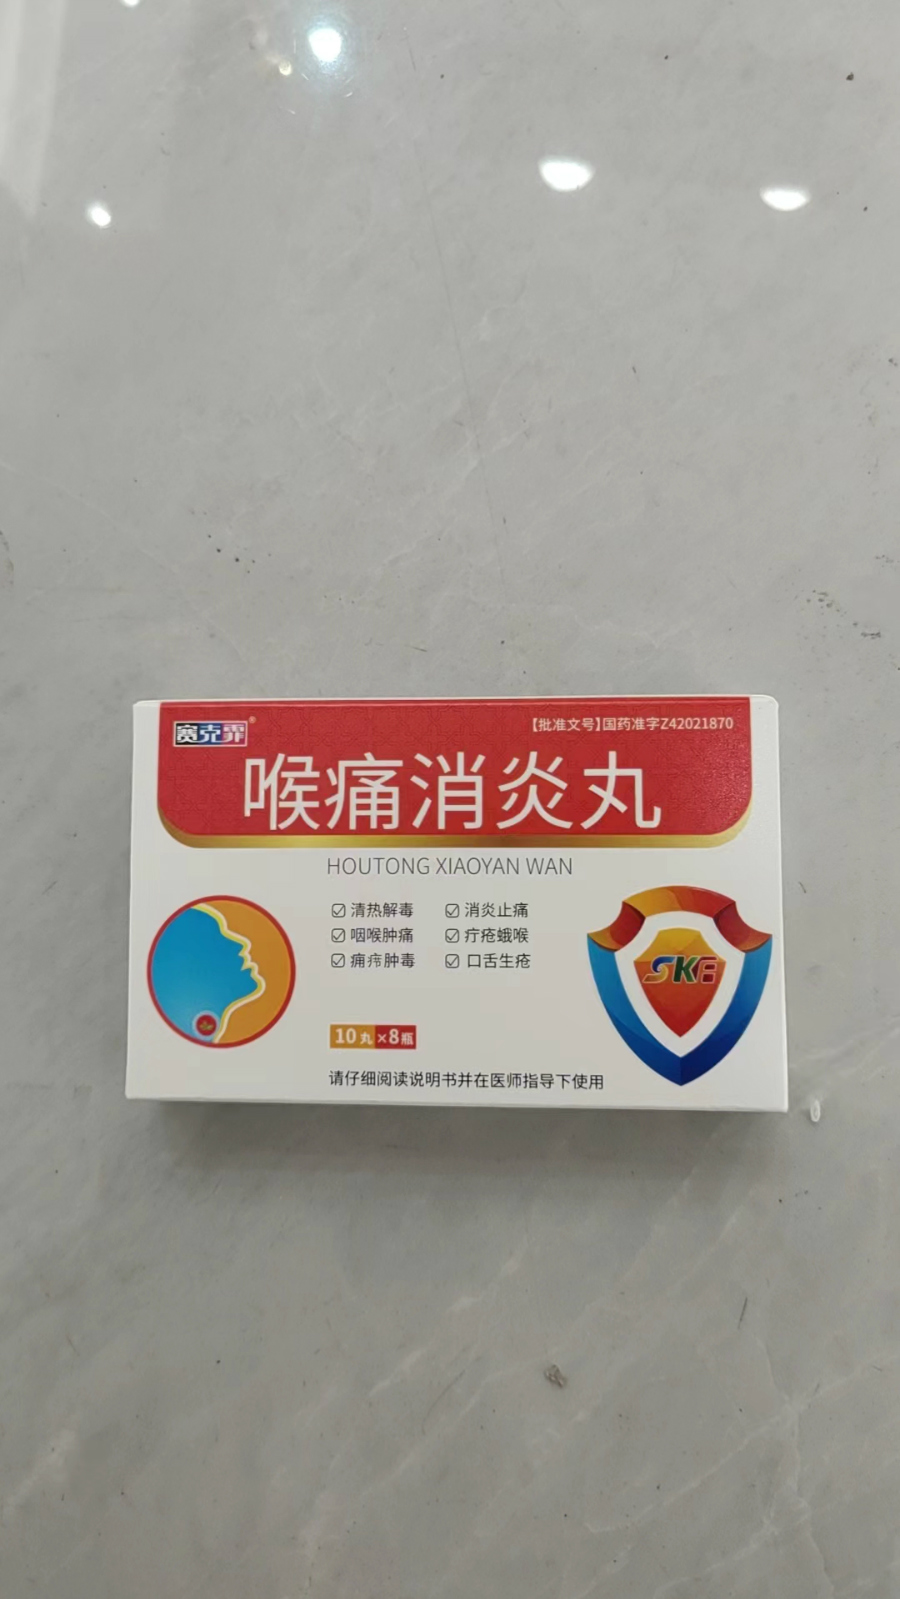 赛克霏®
【批准文号】国药准字Z42021870
喉痛消炎丸
HOUTONG XIAOYAN WAN
☑ 清热解毒 ☑ 消炎止痛
☑ 咽喉肿痛 ☑ 疔疮蛾喉
☑ 痈疖肿毒 ☑ 口舌生疮
SKF
10丸×8瓶
请仔细阅读说明书并在医师指导下使用